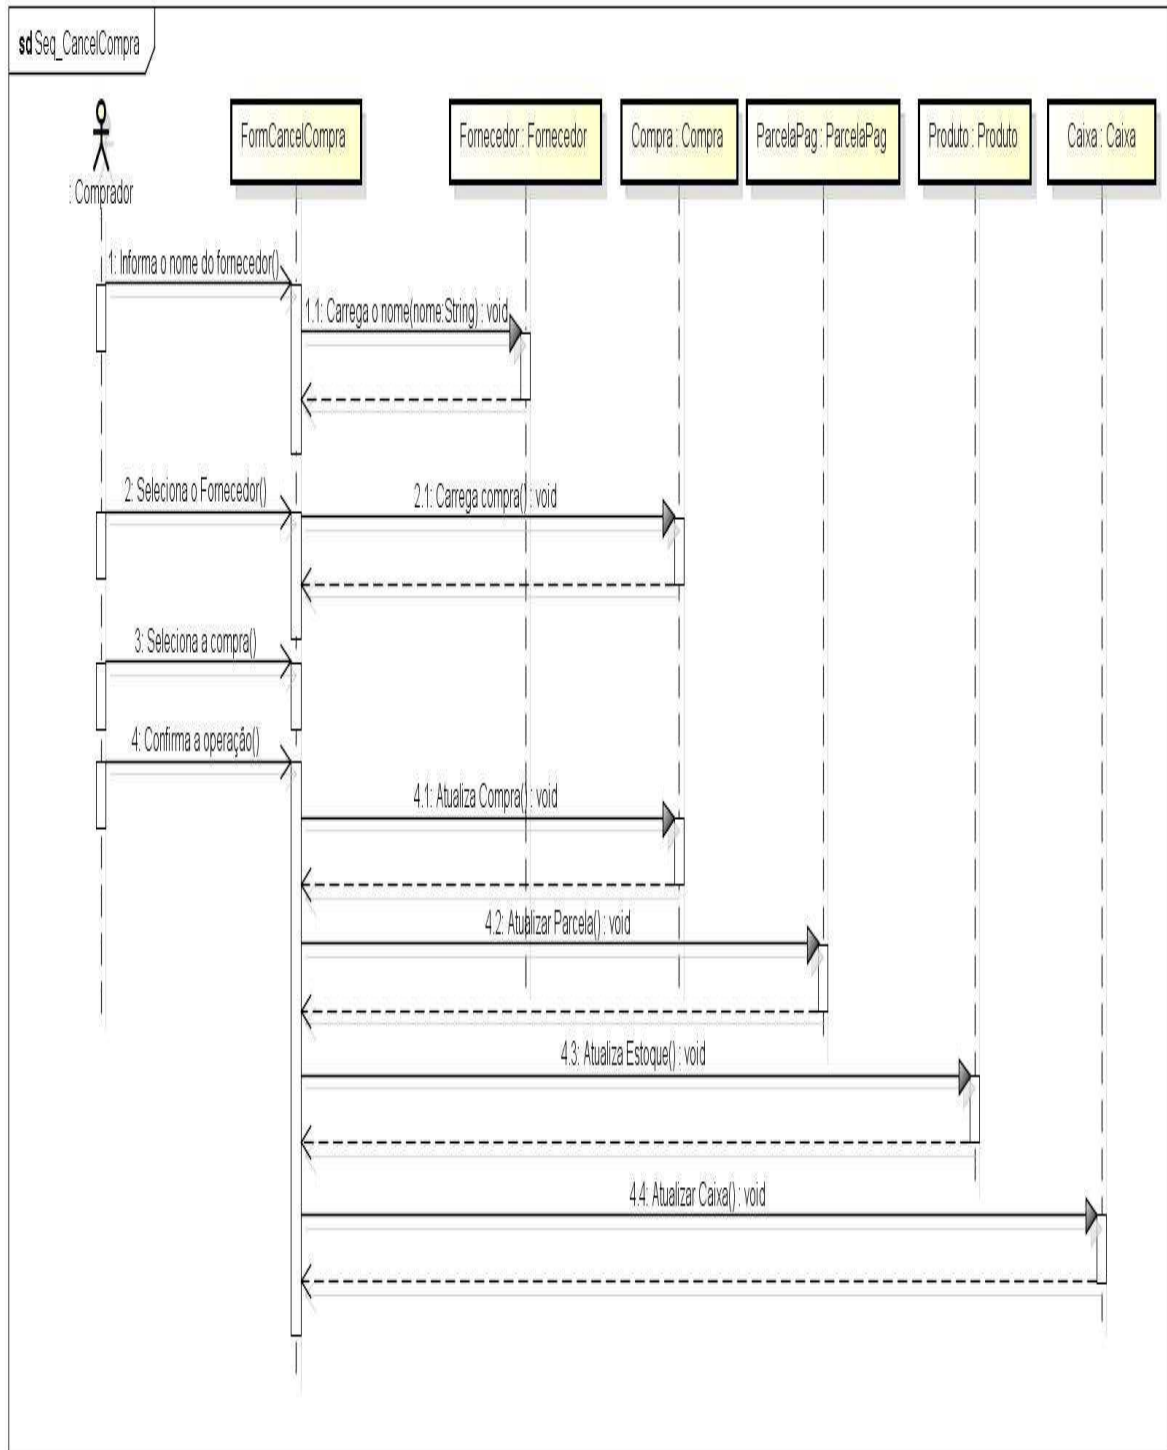 sd Seq_CancelCompra
: Comprador
FormCancelCompra
Fornecedor : Fornecedor
Compra : Compra
ParcelaPag : ParcelaPag
Produto : Produto
Caixa : Caixa
1: Informa o nome do fornecedor()
1.1: Carrega o nome(nome:String) : void
2: Seleciona o Fornecedor()
2.1: Carrega compra() : void
3: Seleciona a compra()
4: Confirma a operação()
4.1: Atualiza Compra() : void
4.2: Atualizar Parcela() : void
4.3: Atualiza Estoque() : void
4.4: Atualizar Caixa() : void